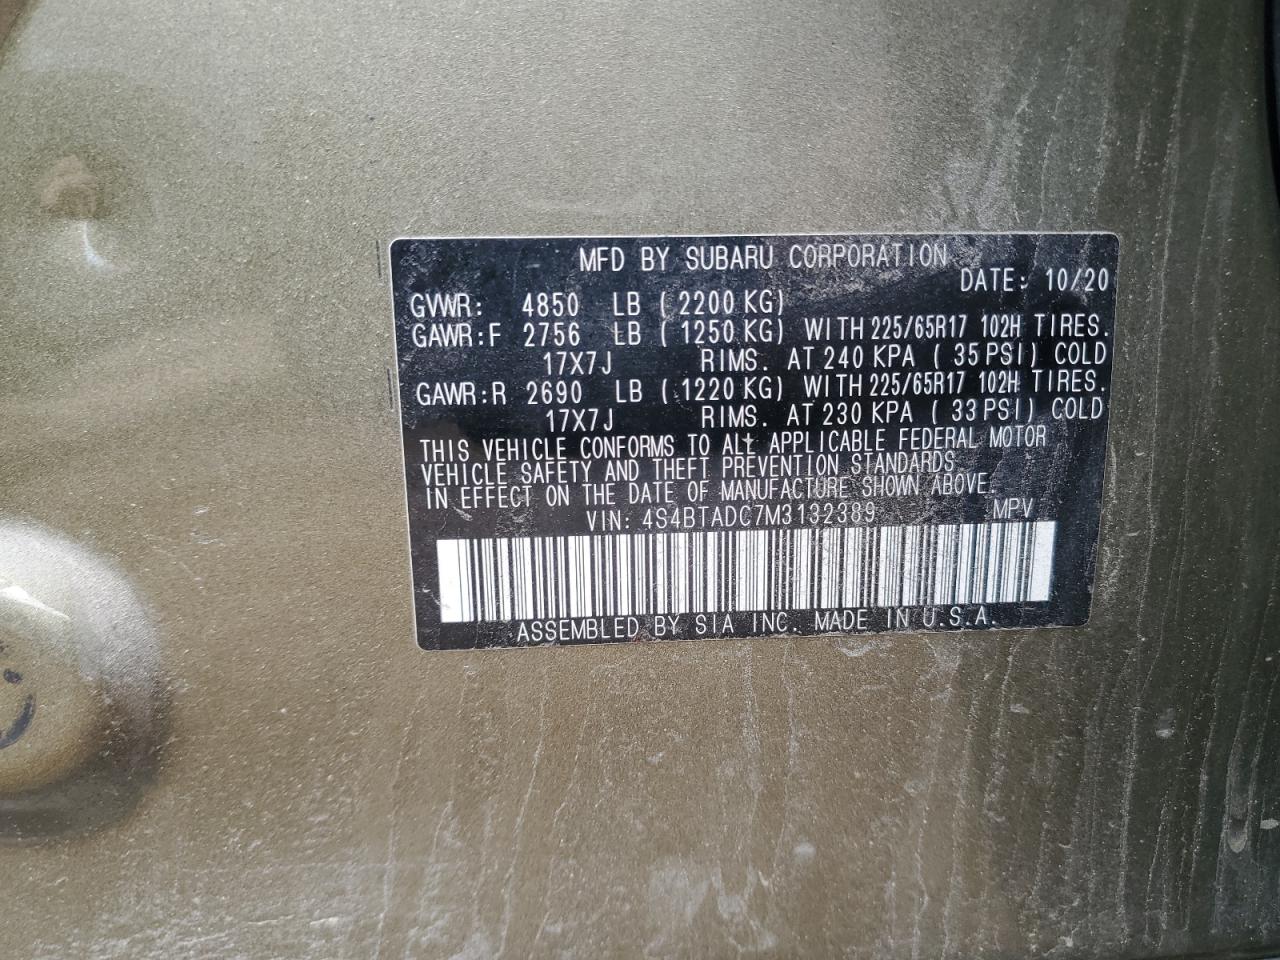 MFD BY SUBARU CORPORATION
DATE: 10/20
GVWR: 4850 LB ( 2200 KG)
GAWR:F 2756 LB ( 1250 KG) WITH 225/65R17 102H TIRES.
17X7J RIMS. AT 240 KPA ( 35 PSI) COLD
GAWR:R 2690 LB ( 1220 KG) WITH 225/65R17 102H TIRES.
17X7J RIMS. AT 230 KPA ( 33 PSI) COLD
THIS VEHICLE CONFORMS TO ALL APPLICABLE FEDERAL MOTOR
VEHICLE SAFETY AND THEFT PREVENTION STANDARDS
IN EFFECT ON THE DATE OF MANUFACTURE SHOWN ABOVE.
VIN: 4S4BTADC7M3132389 MPV
ASSEMBLED BY SIA INC. MADE IN U.S.A.